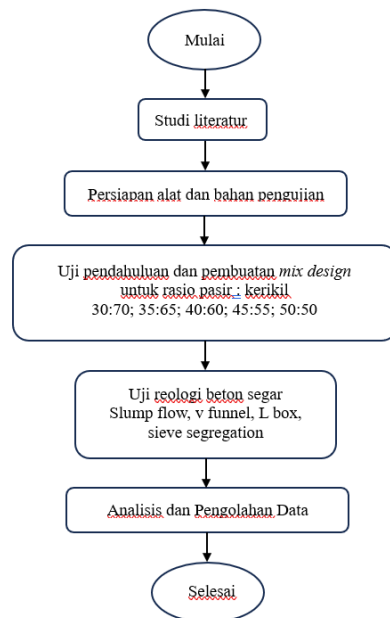 Mulai
Studi literatur
Persiapan alat dan bahan pengujian
Uji pendahuluan dan pembuatan mix design
untuk rasio pasir : kerikil
30:70; 35:65; 40:60; 45:55; 50:50
Uji reologi beton segar
Slump flow, v funnel, L box,
sieve segregation
Analisis dan Pengolahan Data
Selesai